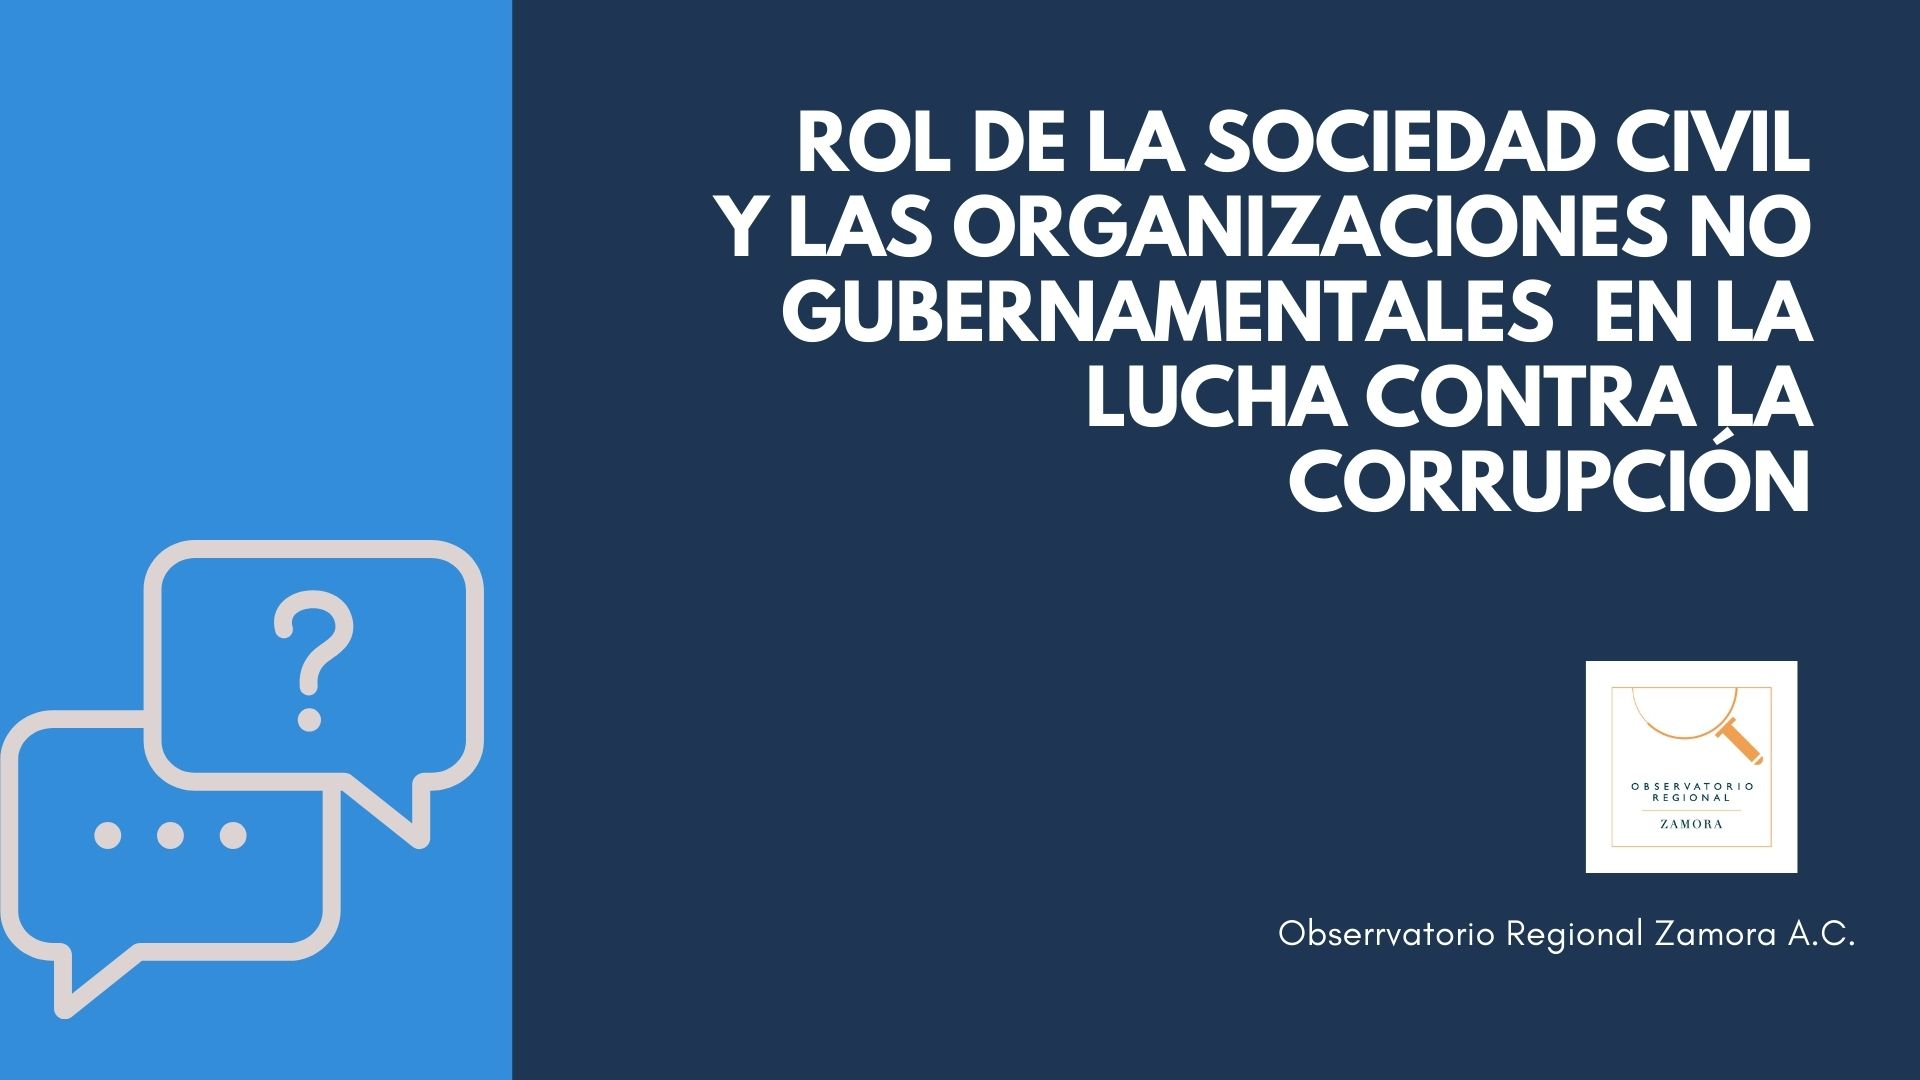 ROL DE LA SOCIEDAD CIVIL
Y LAS ORGANIZACIONES NO
GUBERNAMENTALES  EN LA
LUCHA CONTRA LA
CORRUPCIÓN
?
OBSERVATORIO
REGIONAL
ZAMORA
Obserrvatorio Regional Zamora A.C.